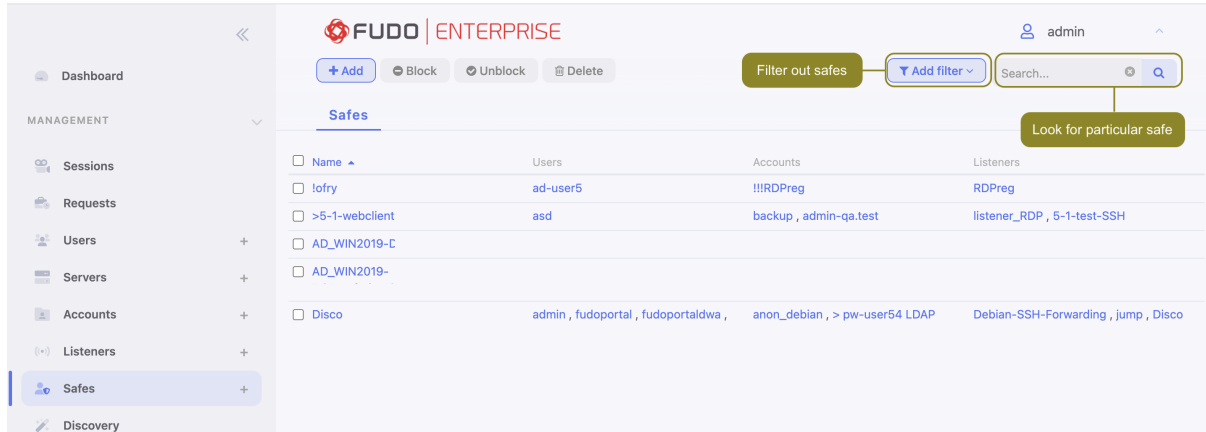 FUDO ENTERPRISE
admin
+ Add
Block
Unblock
Delete
Filter out safes
Add filter
Search...
Look for particular safe
Dashboard
MANAGEMENT
Sessions
Requests
Users +
Servers +
Accounts +
Listeners +
Safes +
Discovery
Safes
Name Users Accounts Listeners
!ofry ad-user5 !!!RDPreg RDPreg
>5-1-webclient asd backup , admin-qa.test listener_RDP , 5-1-test-SSH
AD_WIN2019-D
AD_WIN2019-
Disco admin , fudoportal , fudoportaldwa , anon_debian , > pw-user54 LDAP Debian-SSH-Forwarding , jump , Disco